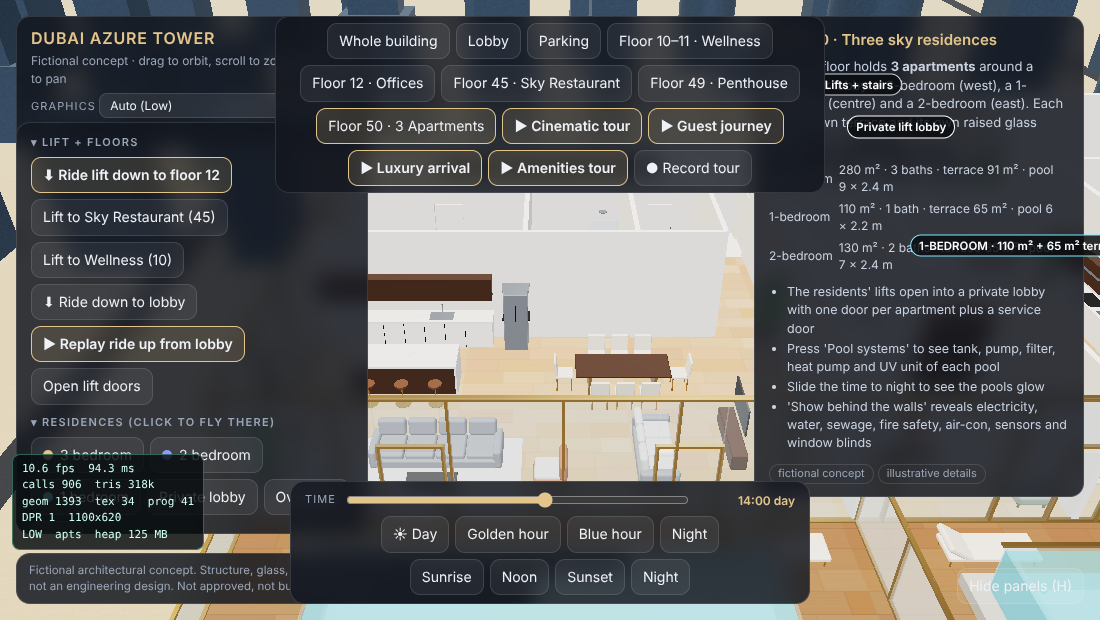 DUBAI AZURE TOWER
Fictional concept · drag to orbit, scroll to zo
to pan
GRAPHICS Auto (Low)
▾ LIFT + FLOORS
⬇ Ride lift down to floor 12
Lift to Sky Restaurant (45)
Lift to Wellness (10)
⬇ Ride down to lobby
▶ Replay ride up from lobby
Open lift doors
▾ RESIDENCES (CLICK TO FLY THERE)
3 bedroom
2 bedroom
1 bedroom
Private lobby
Ov
10.6 fps 94.3 ms
calls 906 tris 318k
geom 1393 tex 34 prog 41
DPR 1 1100x620
LOW apts heap 125 MB
Fictional architectural concept. Structure, glass,
not an engineering design. Not approved, not bu
Whole building
Lobby
Parking
Floor 10–11 · Wellness
Floor 12 · Offices
Floor 45 · Sky Restaurant
Floor 49 · Penthouse
Floor 50 · 3 Apartments
▶ Cinematic tour
▶ Guest journey
▶ Luxury arrival
▶ Amenities tour
● Record tour
0 · Three sky residences
floor holds 3 apartments around a
Lifts + stairs
bedroom (west), a 1-
(centre) and a 2-bedroom (east). Each
Private lift lobby
raised glass
280 m² · 3 baths · terrace 91 m² · pool
9 × 2.4 m
1-bedroom 110 m² · 1 bath · terrace 65 m² · pool 6
× 2.2 m
2-bedroom 130 m² · 2 ba
7 × 2.4 m
1-BEDROOM · 110 m² + 65 m² terr
• The residents' lifts open into a private lobby
with one door per apartment plus a service
door
• Press 'Pool systems' to see tank, pump, filter,
heat pump and UV unit of each pool
• Slide the time to night to see the pools glow
• 'Show behind the walls' reveals electricity,
water, sewage, fire safety, air-con, sensors and
window blinds
fictional concept
illustrative details
TIME 14:00 day
☀ Day
Golden hour
Blue hour
Night
Sunrise
Noon
Sunset
Night
Hide panels (H)